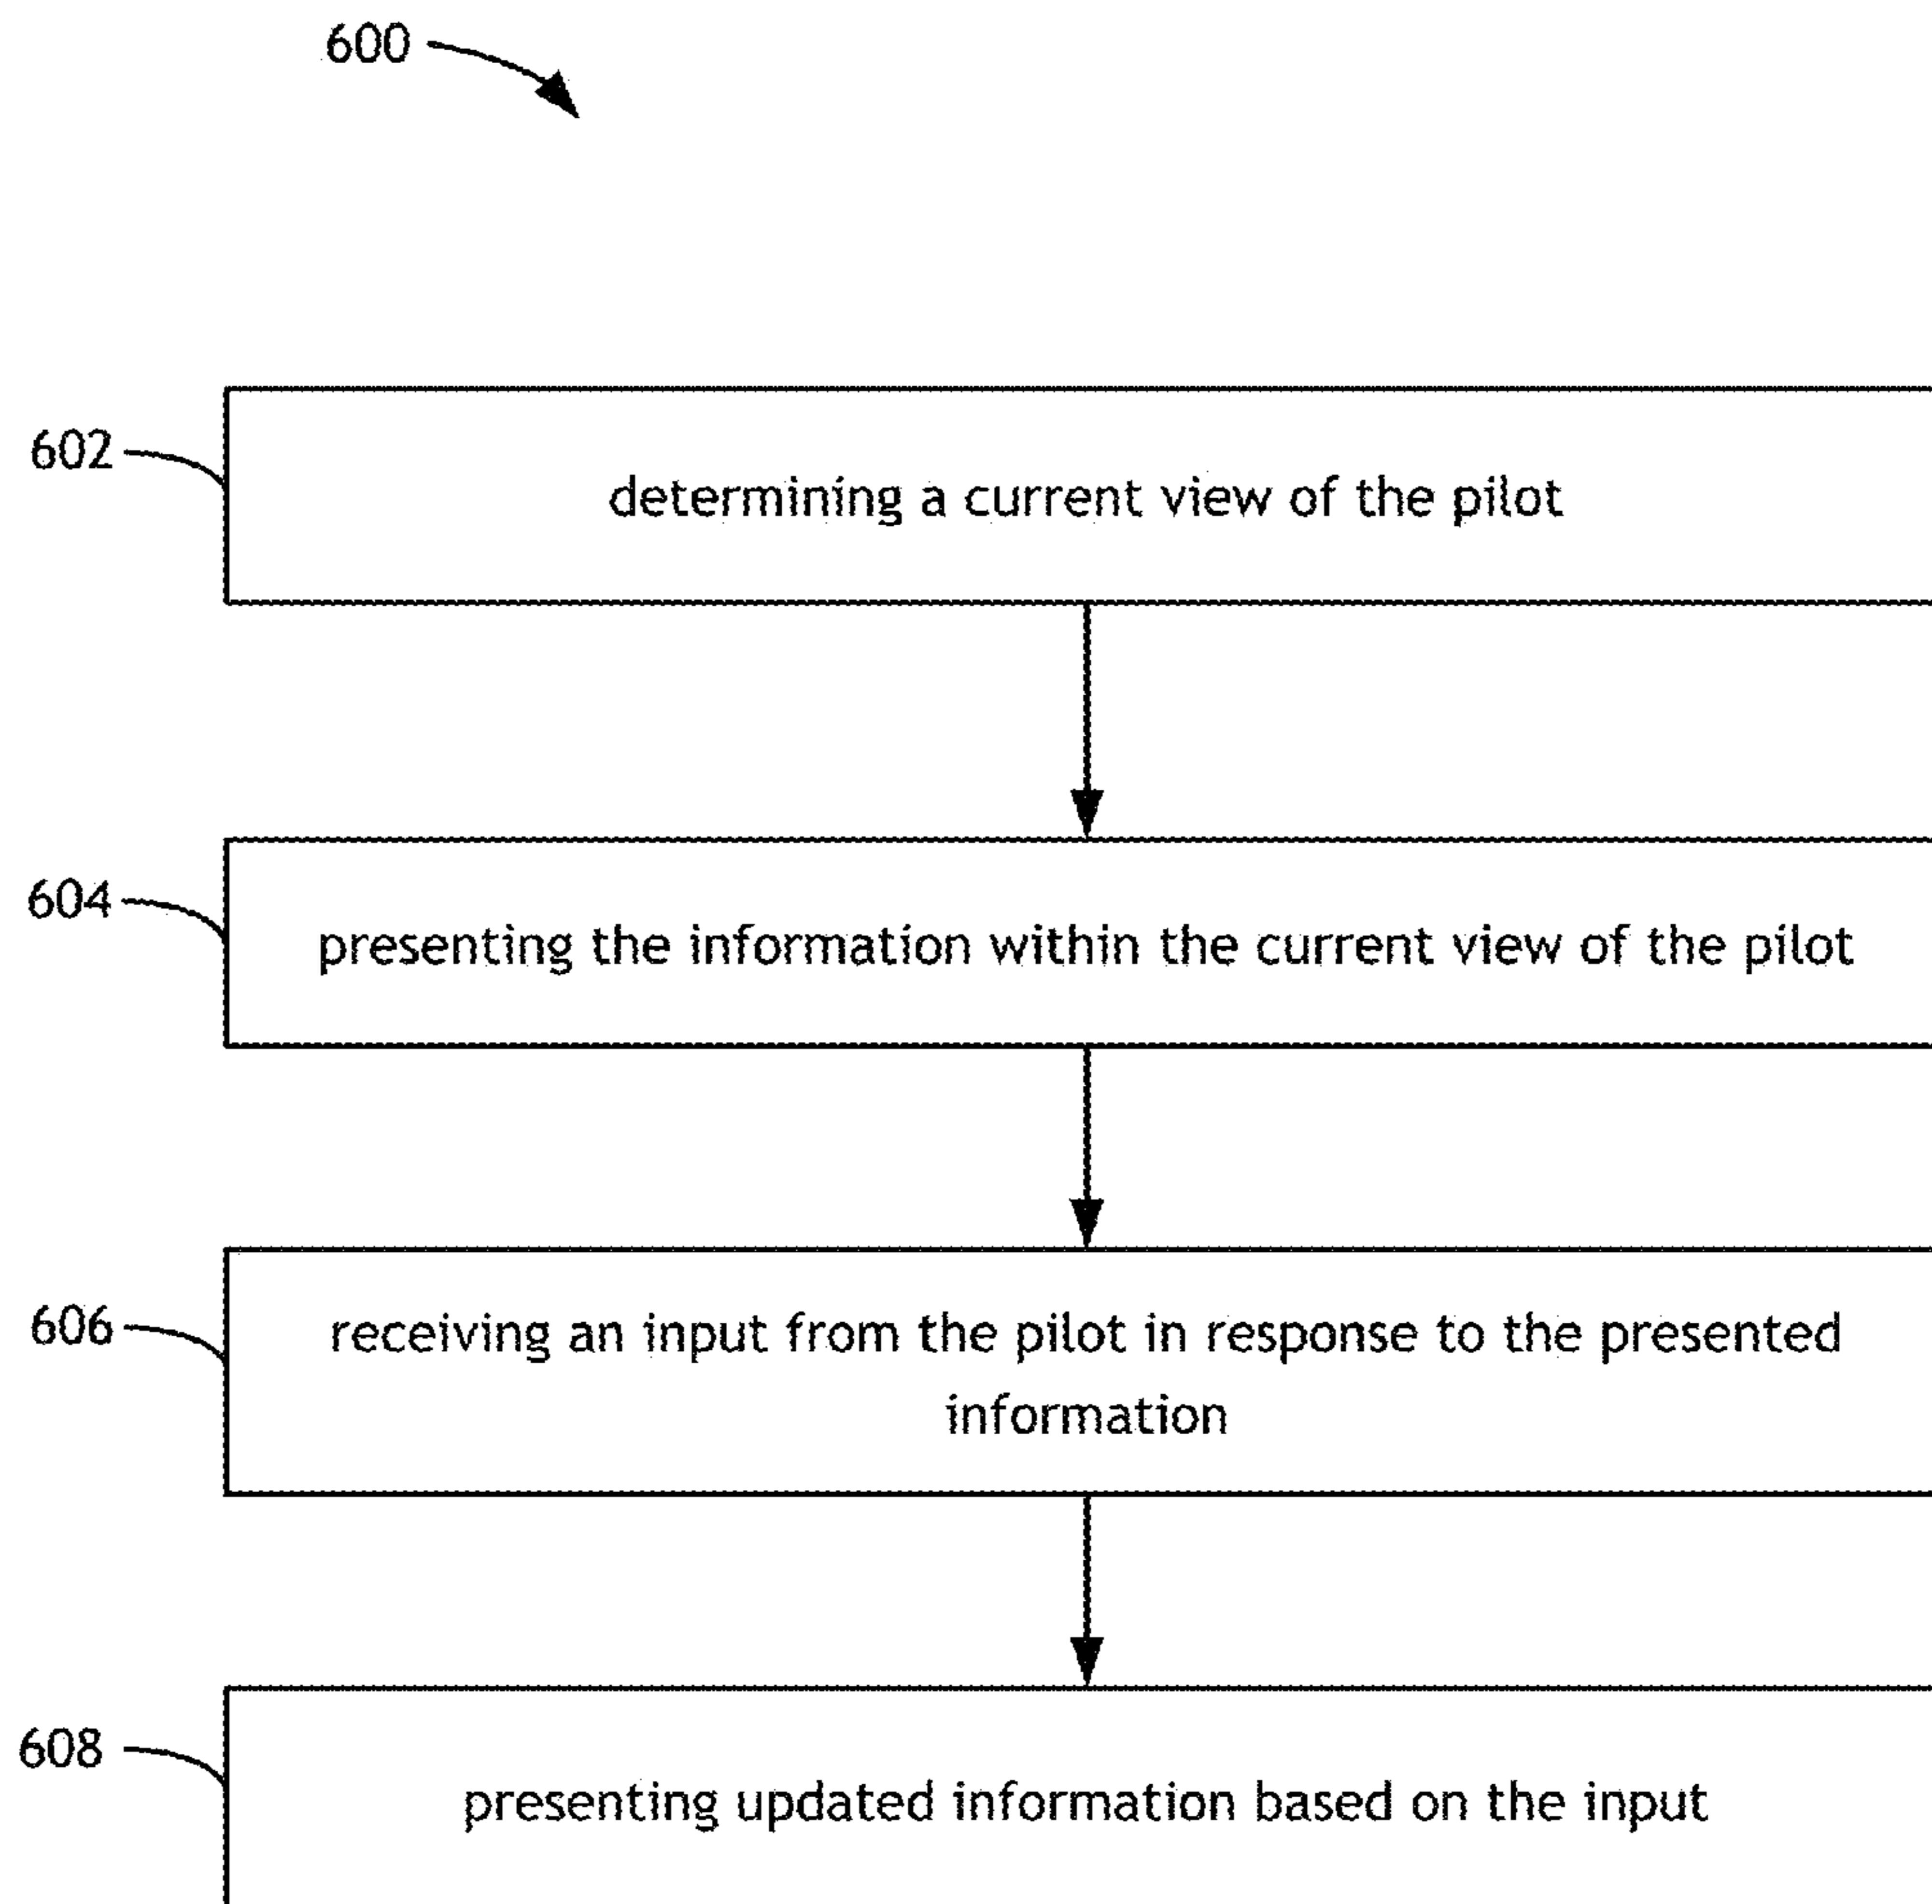 600
602
determining a current view of the pilot
604
presenting the information within the current view of the pilot
606
receiving an input from the pilot in response to the presented
information
608
presenting updated information based on the input